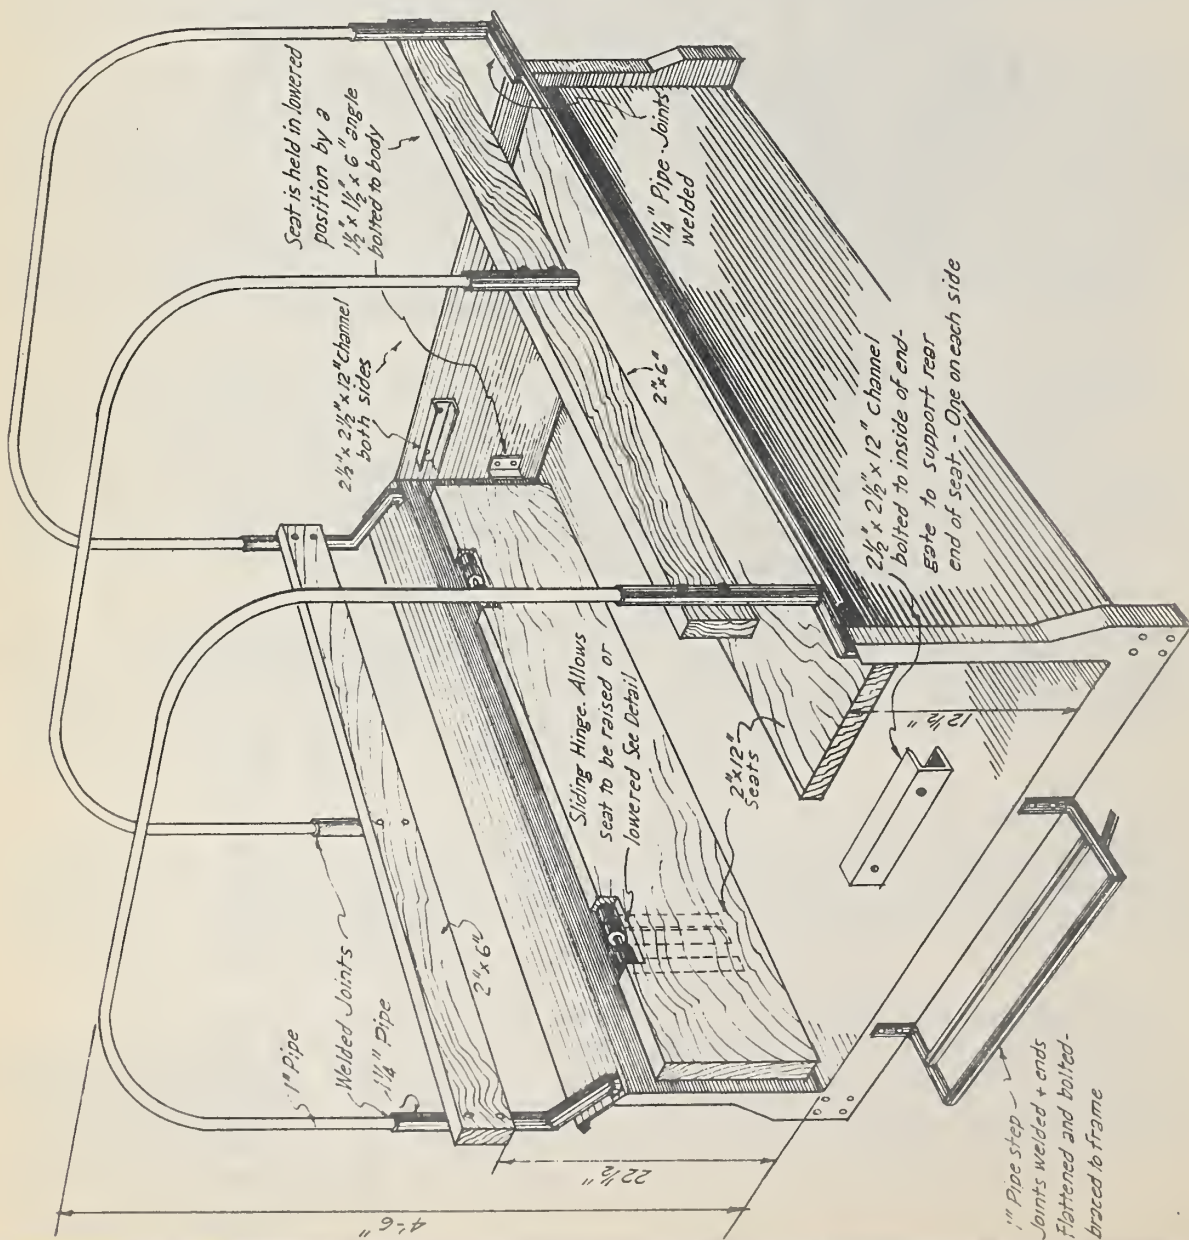 Seat is held in lowered
position by a
1½" x 1½" x 6" angle
bolted to body
2½" x 2½" x 12" Channel
both sides
1" Pipe
Welded Joints
1¼" Pipe
2" x 6"
Sliding Hinge. Allows
seat to be raised or
lowered See Detail
2"x12"
Seats
2"x6"
1¼" Pipe-Joints
welded
2½" x 2½" x 12" Channel
bolted to inside of end-
gate to support rear
end of seat - One on each side
12½"
22½"
4'-6"
1" Pipe step -
Joints welded + ends
flattened and bolted-
braced to frame